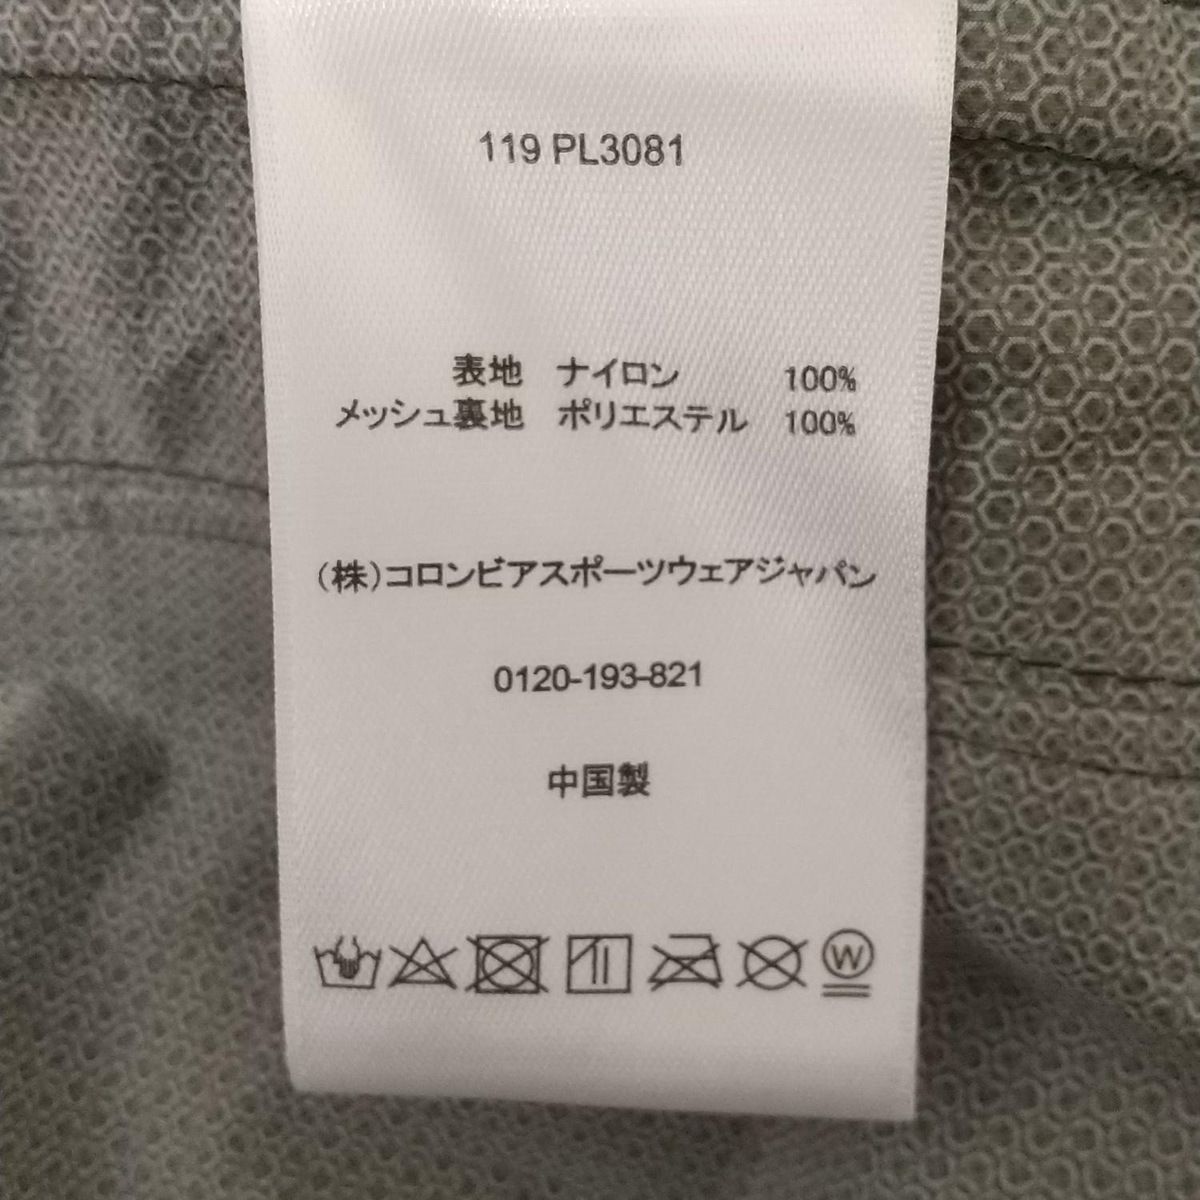 119 PL3081
表地 ナイロン 100%
メッシュ裏地 ポリエステル 100%
(株)コロンビアスポーツウェアジャパン
0120-193-821
中国製
W